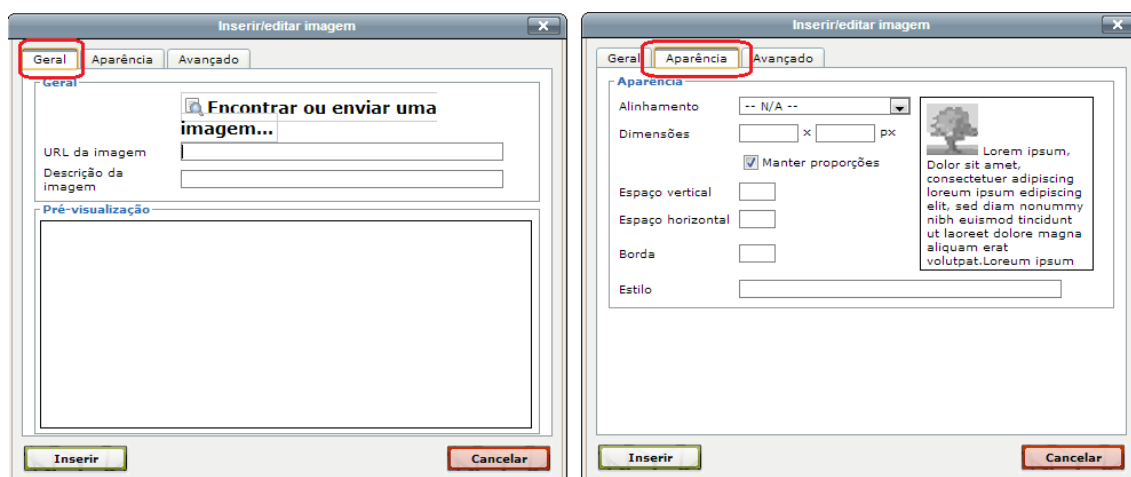 Inserir/editar imagem
Geral
Aparência
Avançado
Geral
Encontrar ou enviar uma
imagem...
URL da imagem
Descrição da
imagem
Pré-visualização
Inserir
Cancelar
Inserir/editar imagem
Geral
Aparência
Avançado
Aparência
Alinhamento
-- N/A --
Dimensões
x
px
Manter proporções
Espaço vertical
Espaço horizontal
Borda
Estilo
Lorem ipsum,
Dolor sit amet,
consectetuer adipiscing
loreum ipsum edipiscing
elit, sed diam nonummy
nibh euismod tincidunt
ut laoreet dolore magna
aliquam erat
volutpat.Loreum ipsum
Inserir
Cancelar